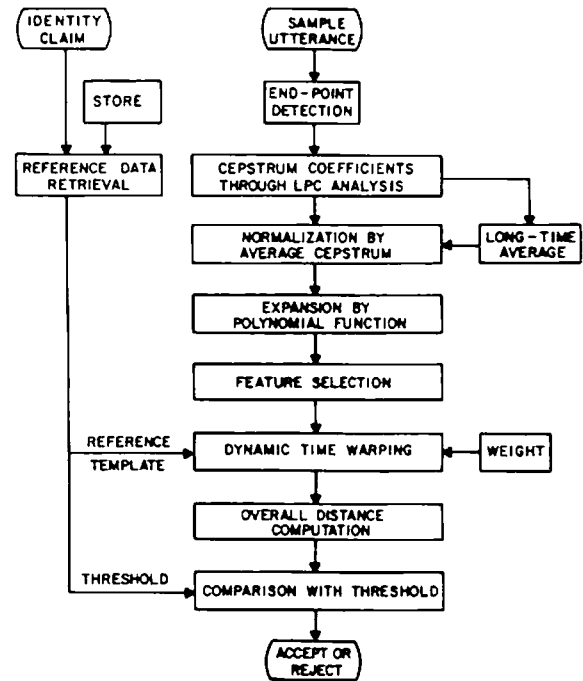 IDENTITY
CLAIM
SAMPLE
UTTERANCE
STORE
END-POINT
DETECTION
REFERENCE DATA
RETRIEVAL
CEPSTRUM COEFFICIENTS
THROUGH LPC ANALYSIS
NORMALIZATION BY
AVERAGE CEPSTRUM
LONG-TIME
AVERAGE
EXPANSION BY
POLYNOMIAL FUNCTION
FEATURE SELECTION
REFERENCE
TEMPLATE
DYNAMIC TIME WARPING
WEIGHT
OVERALL DISTANCE
COMPUTATION
THRESHOLD
COMPARISON WITH THRESHOLD
ACCEPT OR
REJECT